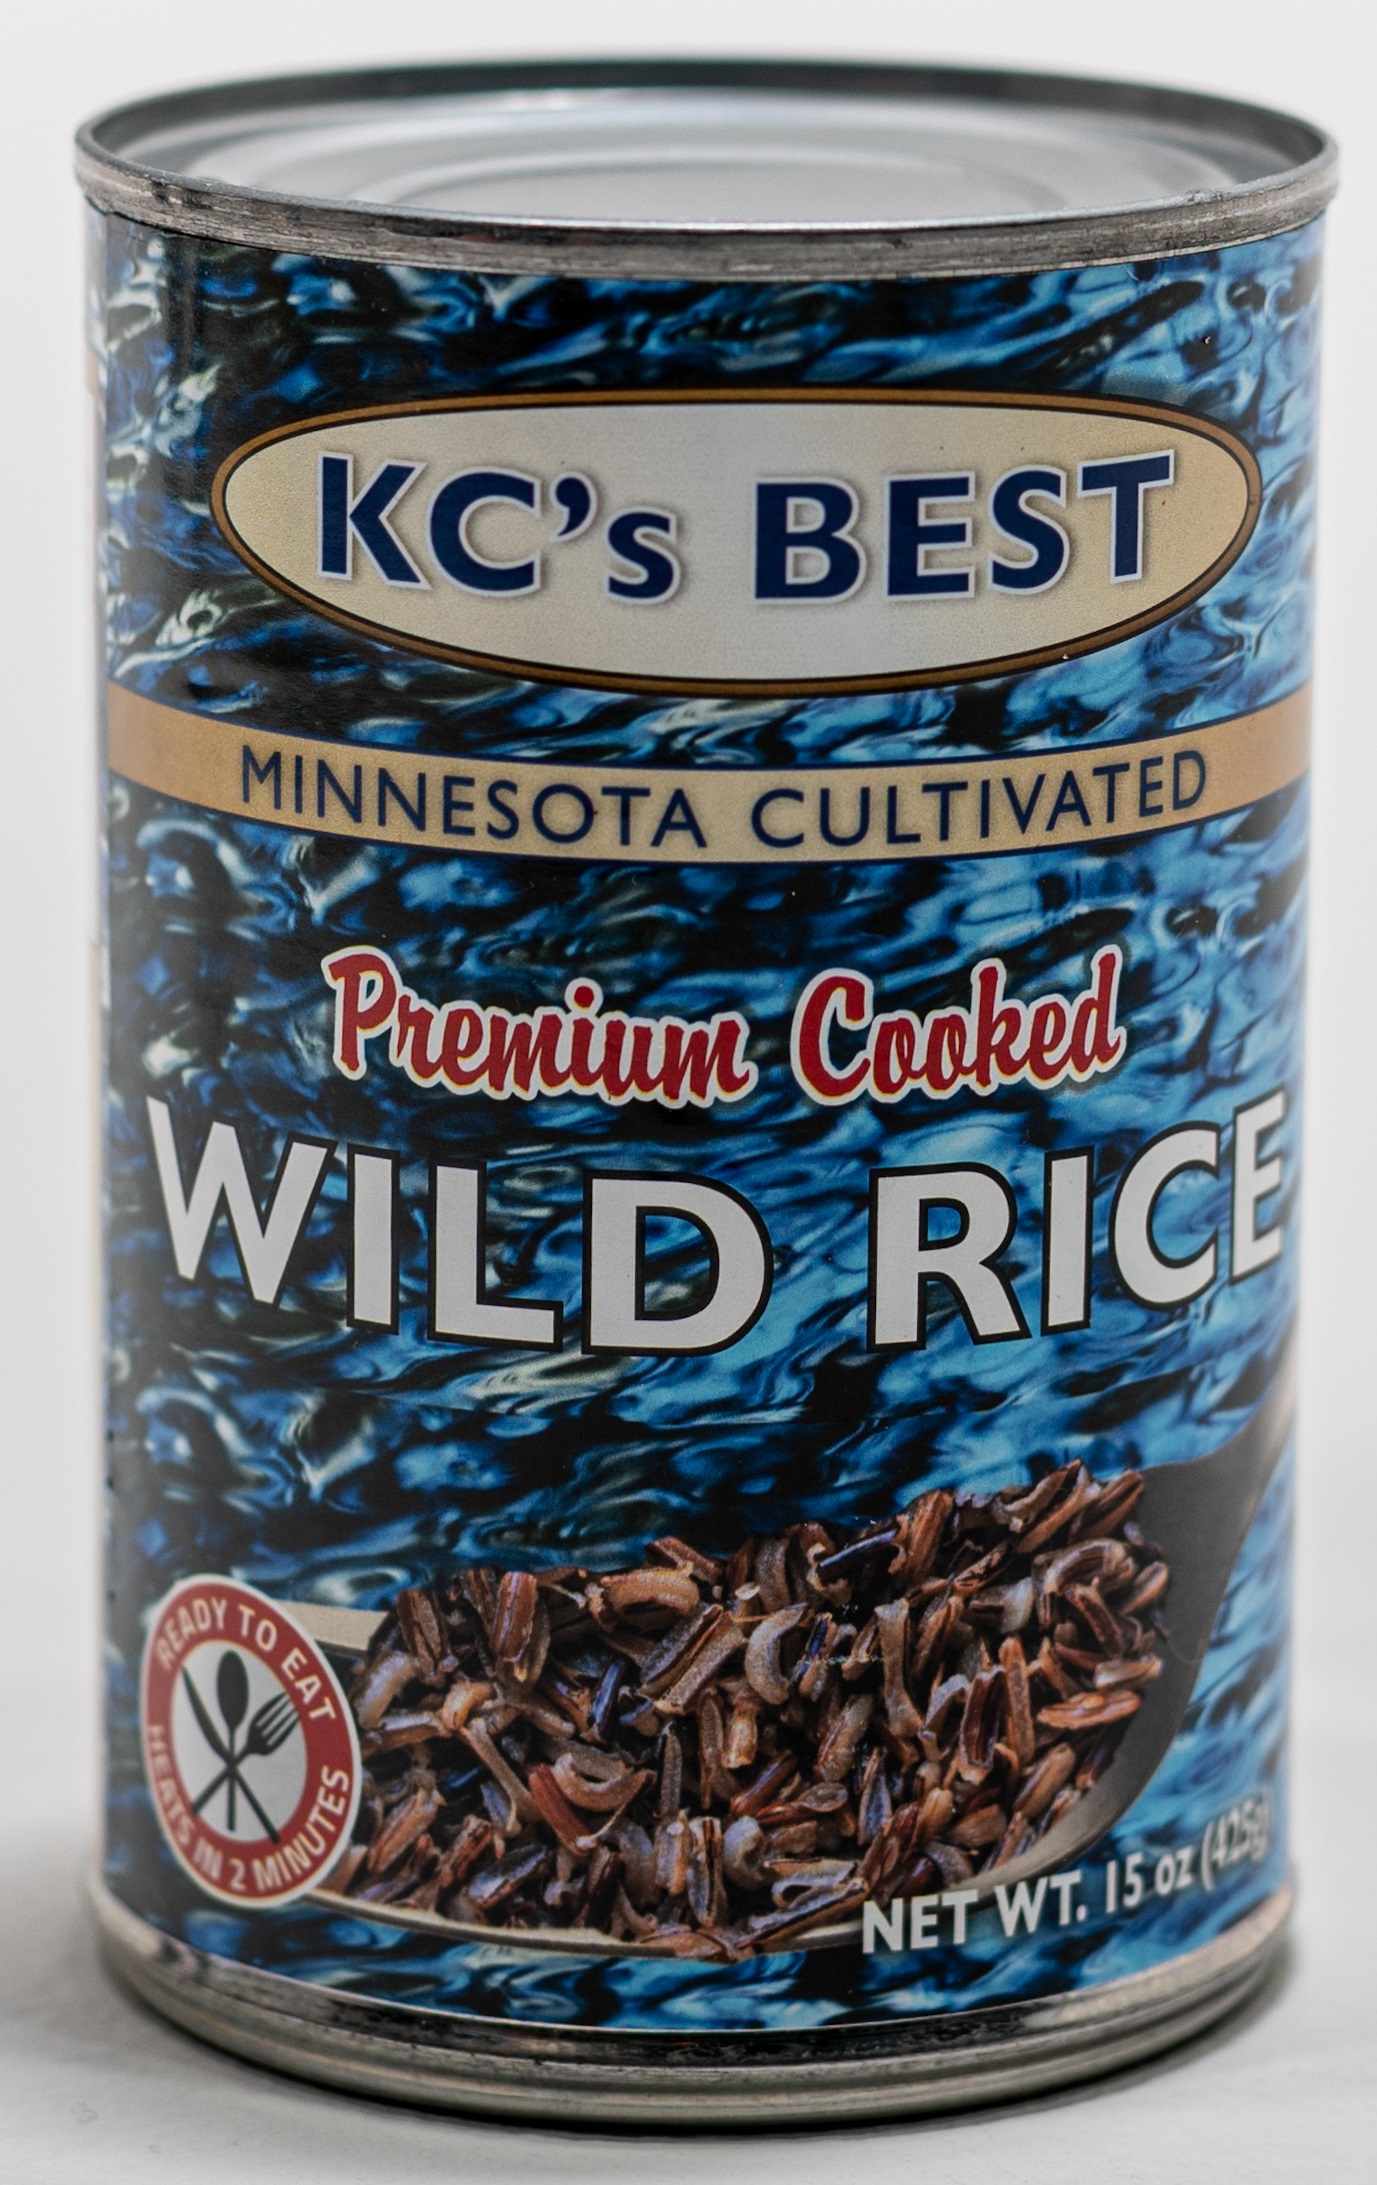 KC's BEST
MINNESOTA CULTIVATED
Premium Cooked
WILD RICE
READY TO EAT
HEATS IN 2 MINUTES
NET WT. 15 oz (425g)